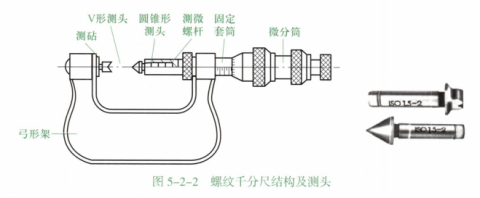 V形测头 圆锥形 测微 固定
测砧 测头 螺杆 套筒 微分筒
弓形架
ISO 1.5-2
ISO 1.5-2
图 5-2-2 螺纹千分尺结构及测头